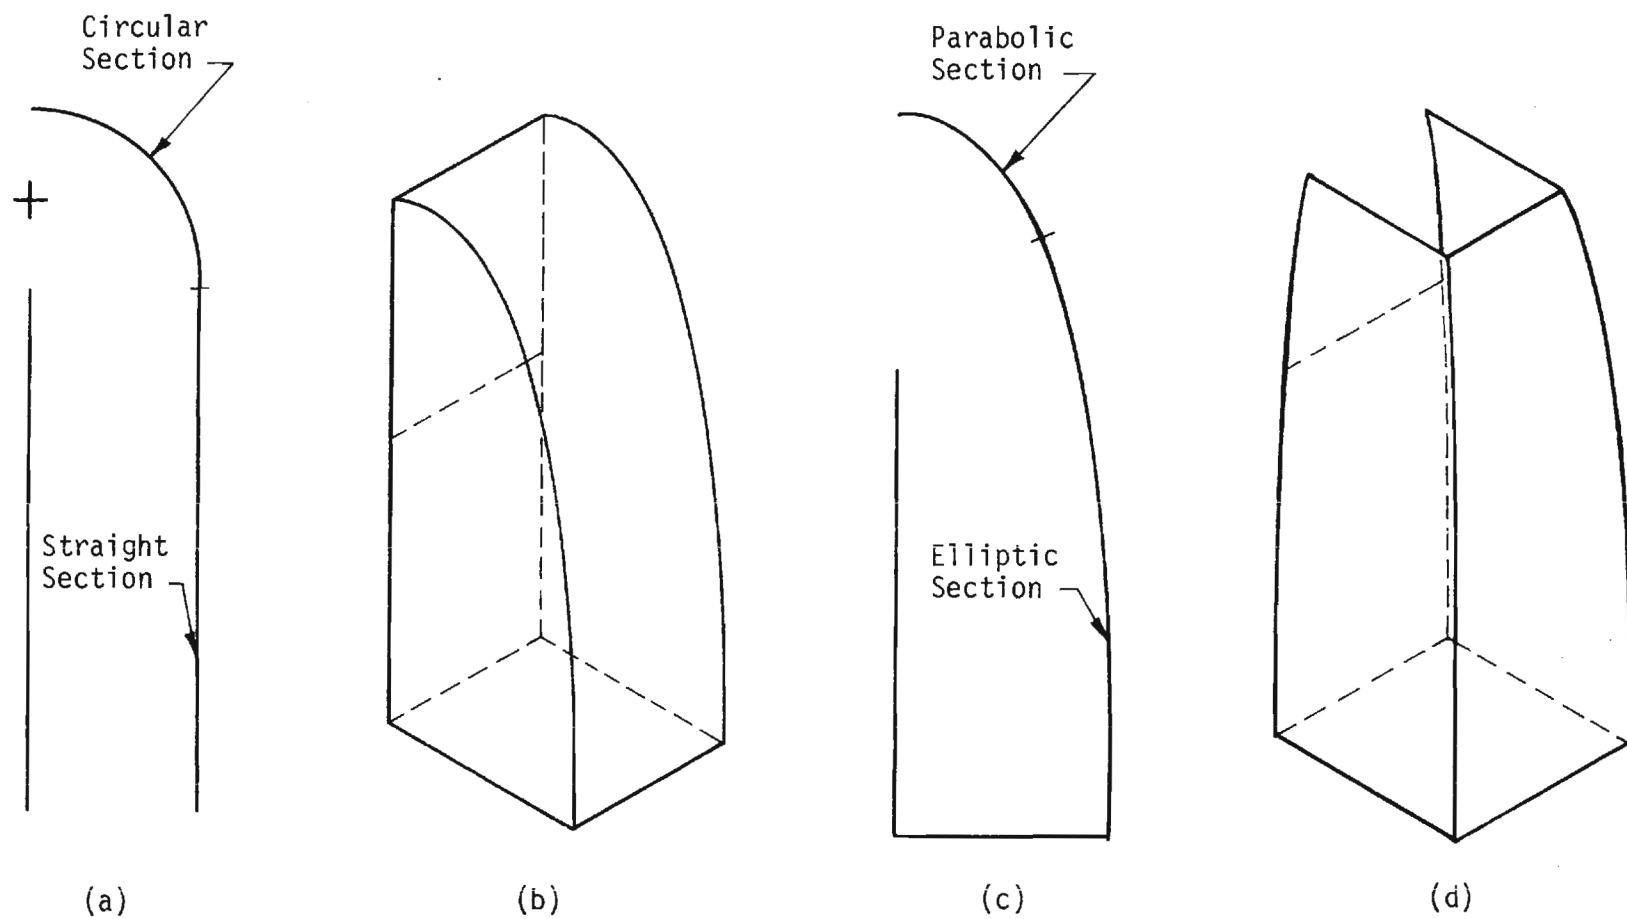 Circular
Section
Parabolic
Section
Straight
Section
Elliptic
Section
(a)
(b)
(c)
(d)